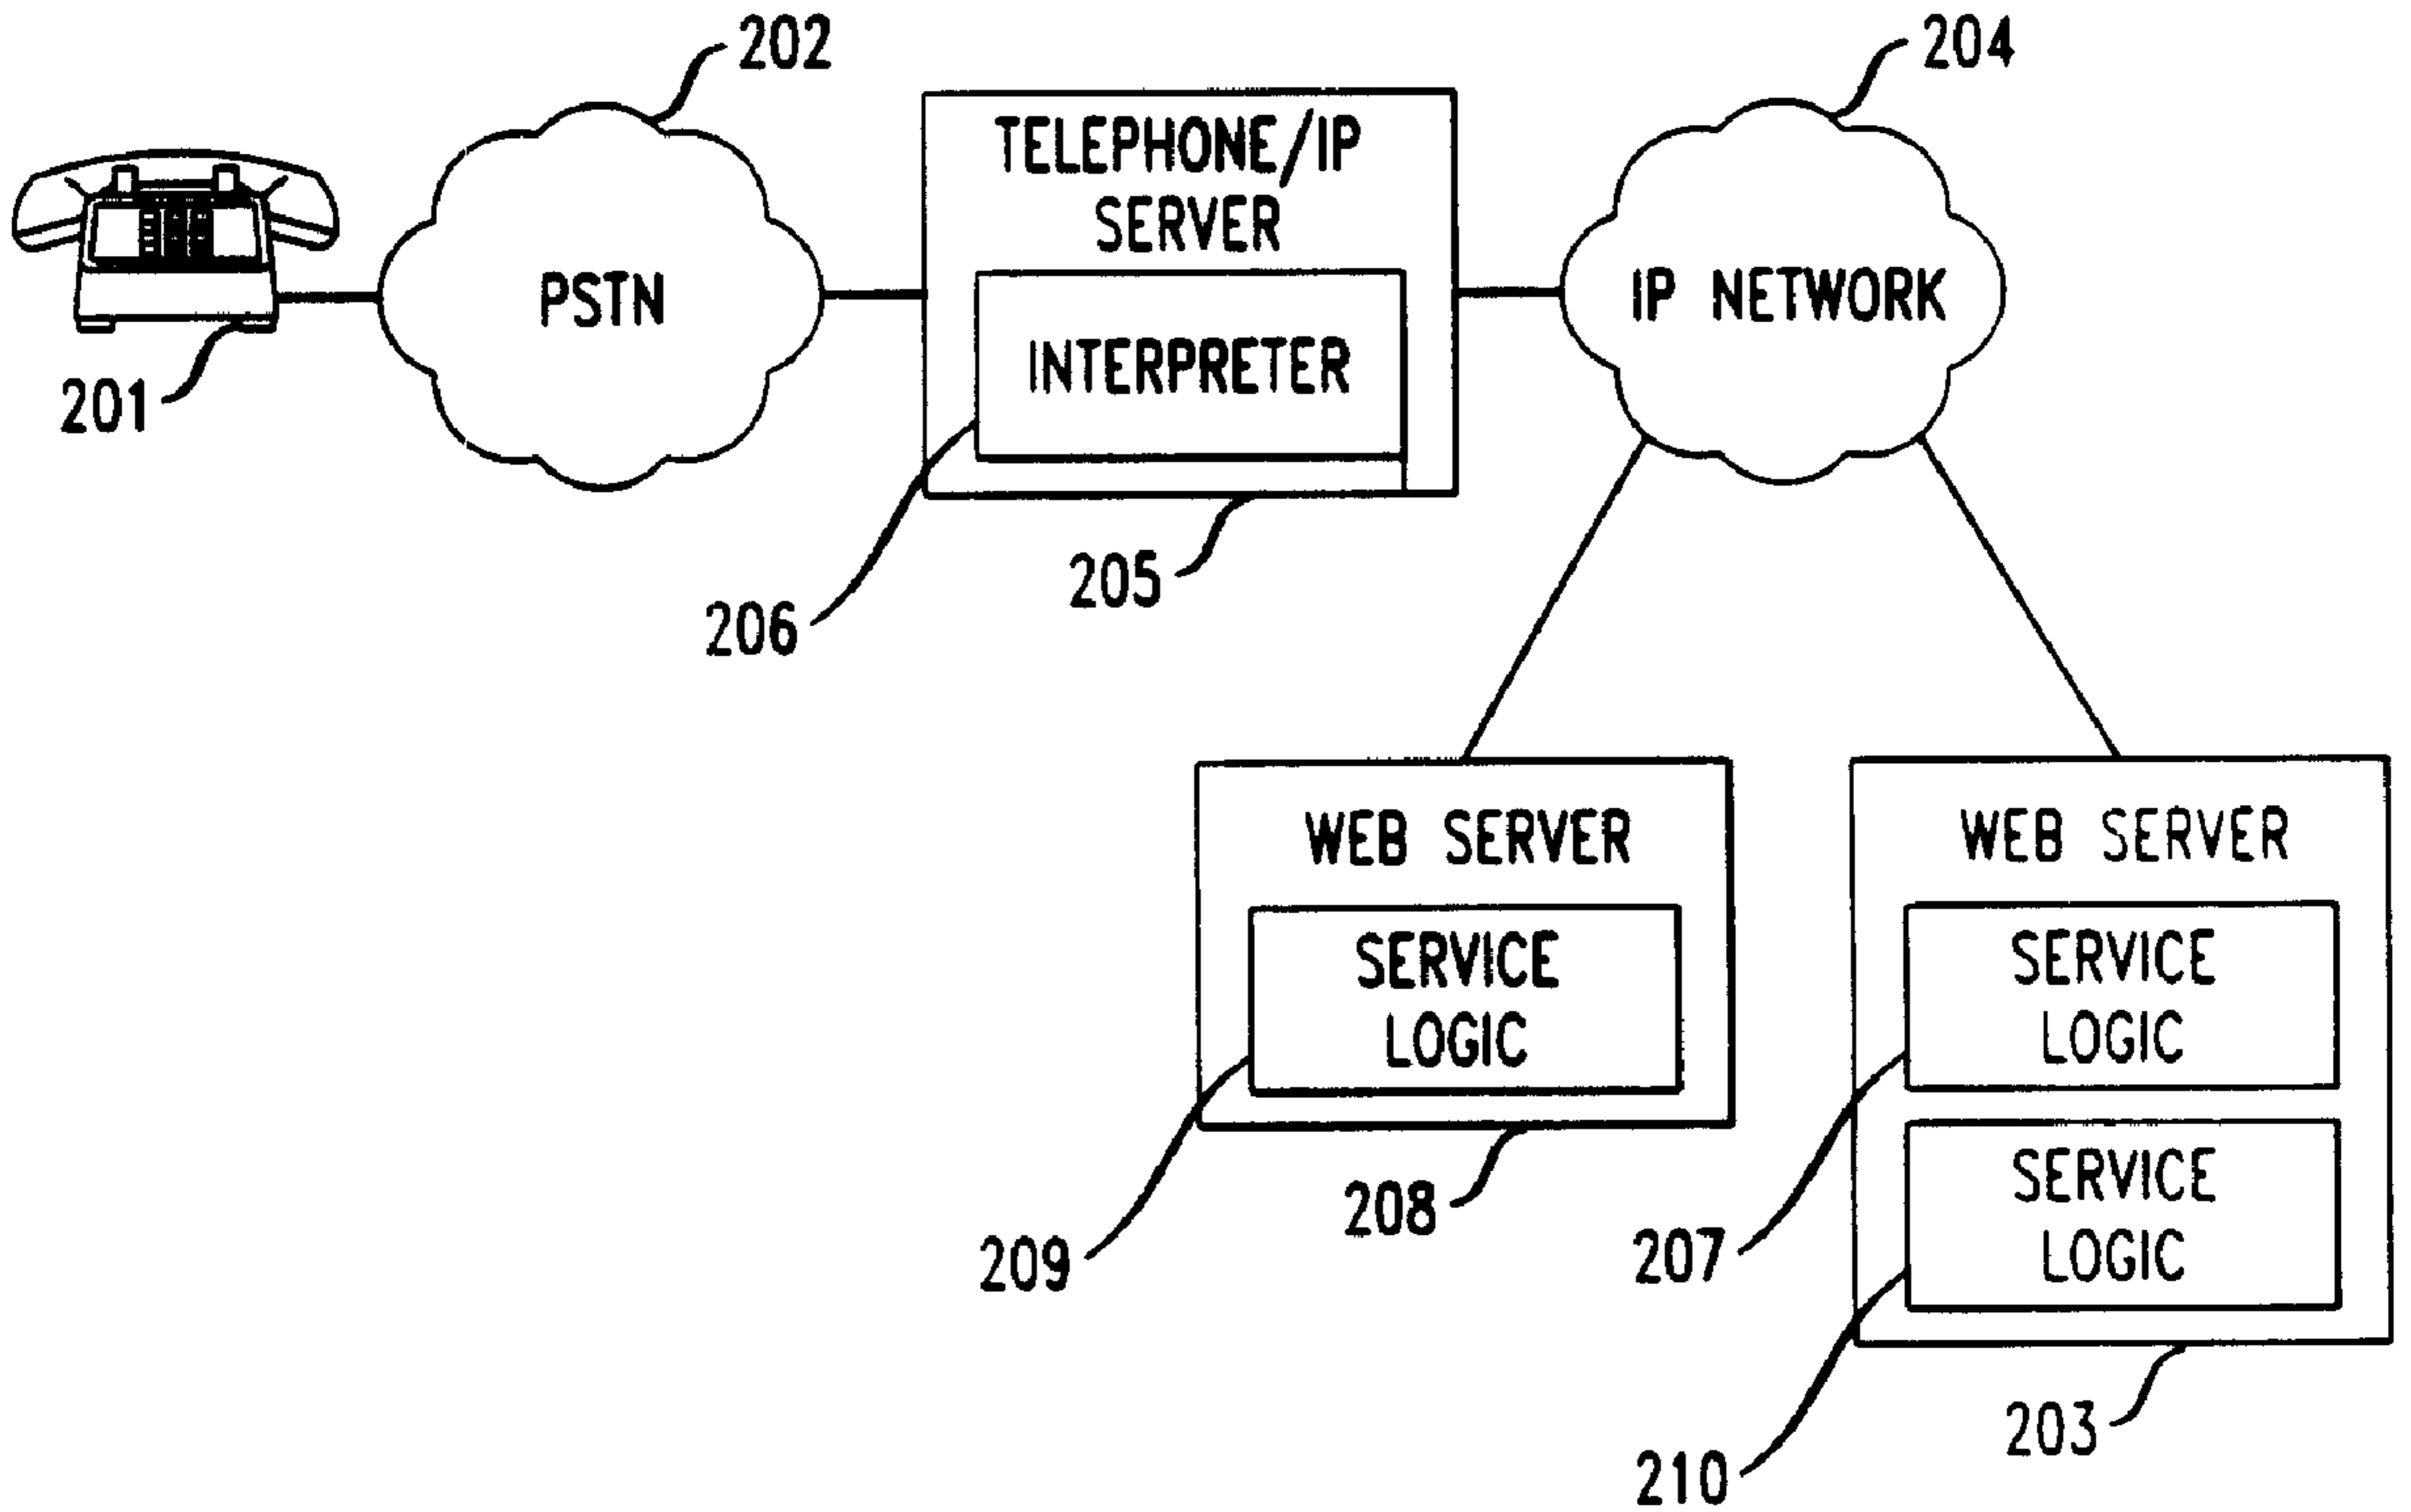 202
204
TELEPHONE/IP
SERVER
PSTN
INTERPRETER
IP NETWORK
201
205
206
WEB SERVER
SERVICE
LOGIC
209
208
WEB SERVER
SERVICE
LOGIC
207
SERVICE
LOGIC
210
203